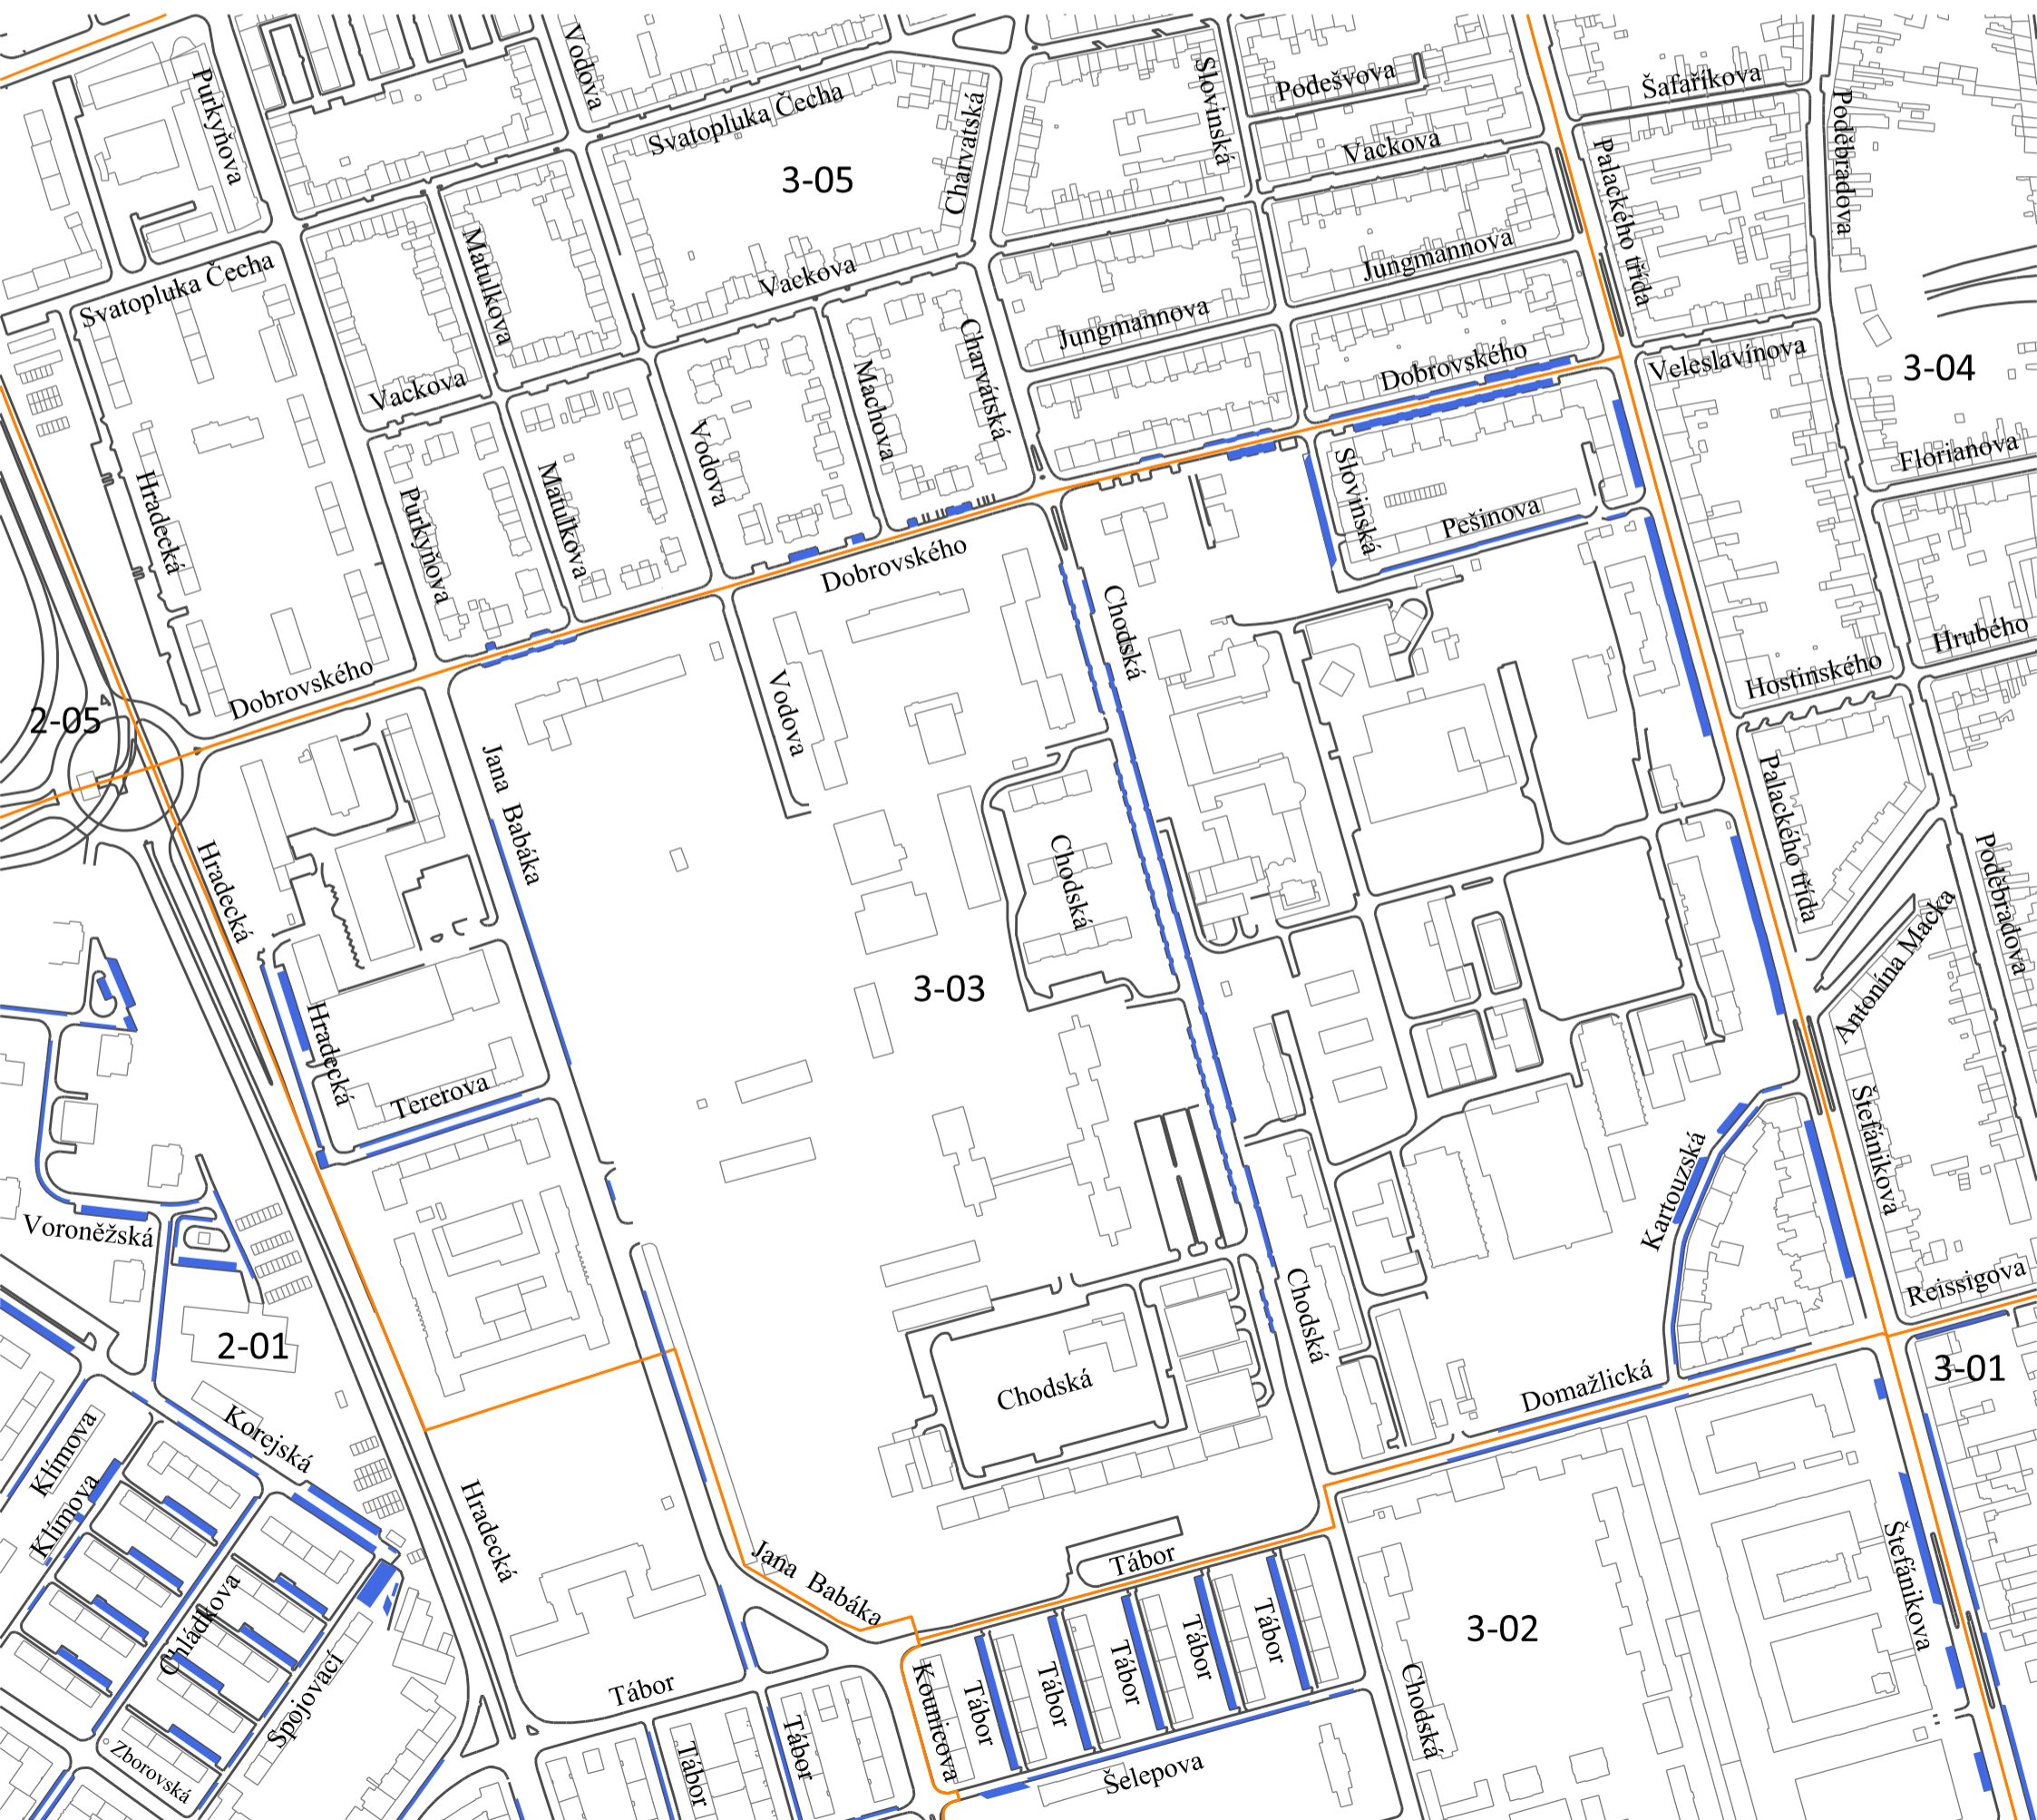 Vodova
Purkyňova
Svatopluka Čecha
Charvatská
Slovinská
Podešvova
Vackova
Šafaříkova
Palackého třída
Poděbradova
3-05
Svatopluka Čecha
Matulkova
Vackova
Jungmannova
Jungmannova
Dobrovského
Veleslavínova
3-04
Vackova
Machova
Charvátská
Hradecká
Purkyňova
Matulkova
Vodova
Dobrovského
Slovinská
Pešinova
Florianova
Hrubého
Hostinského
Chodská
Dobrovského
2-05
Jana Babáka
Vodova
Hradecká
Chodská
Palackého třída
Antonína Macka
Poděbradova
3-03
Hradecká
Tererova
Štefánikova
Kartouzská
Voroněžská
2-01
Chodská
Chodská
Reissigova
3-01
Domažlická
Klímova
Klímova
Korejská
Hradecká
Jana Babáka
Tábor
3-02
Štefánikova
Chládkova
Spojovací
Zborovská
Tábor
Tábor
Tábor
Kounicova
Tábor
Tábor
Tábor
Tábor
Tábor
Šelepova
Chodská